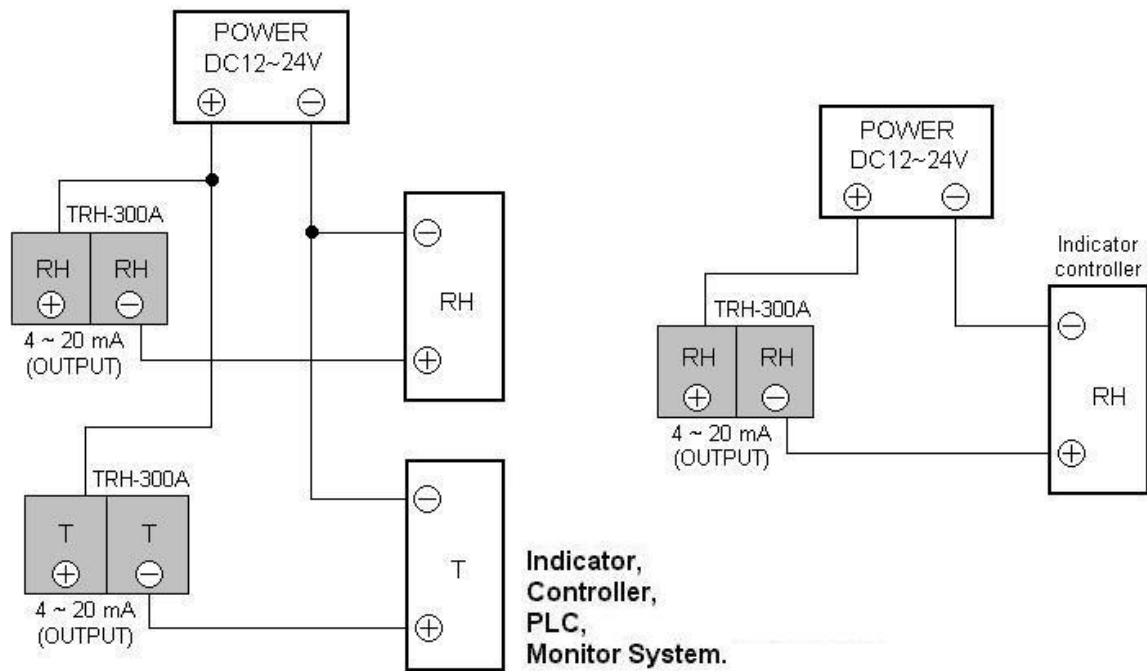 POWER
DC12~24V
⊕ ⊖
TRH-300A
RH RH
⊕ ⊖
4 ~ 20 mA
(OUTPUT)
⊖
RH
⊕
TRH-300A
T T
⊕ ⊖
4 ~ 20 mA
(OUTPUT)
⊖
T
⊕
Indicator,
Controller,
PLC,
Monitor System.
POWER
DC12~24V
⊕ ⊖
Indicator
controller
TRH-300A
RH RH
⊕ ⊖
4 ~ 20 mA
(OUTPUT)
⊖
RH
⊕